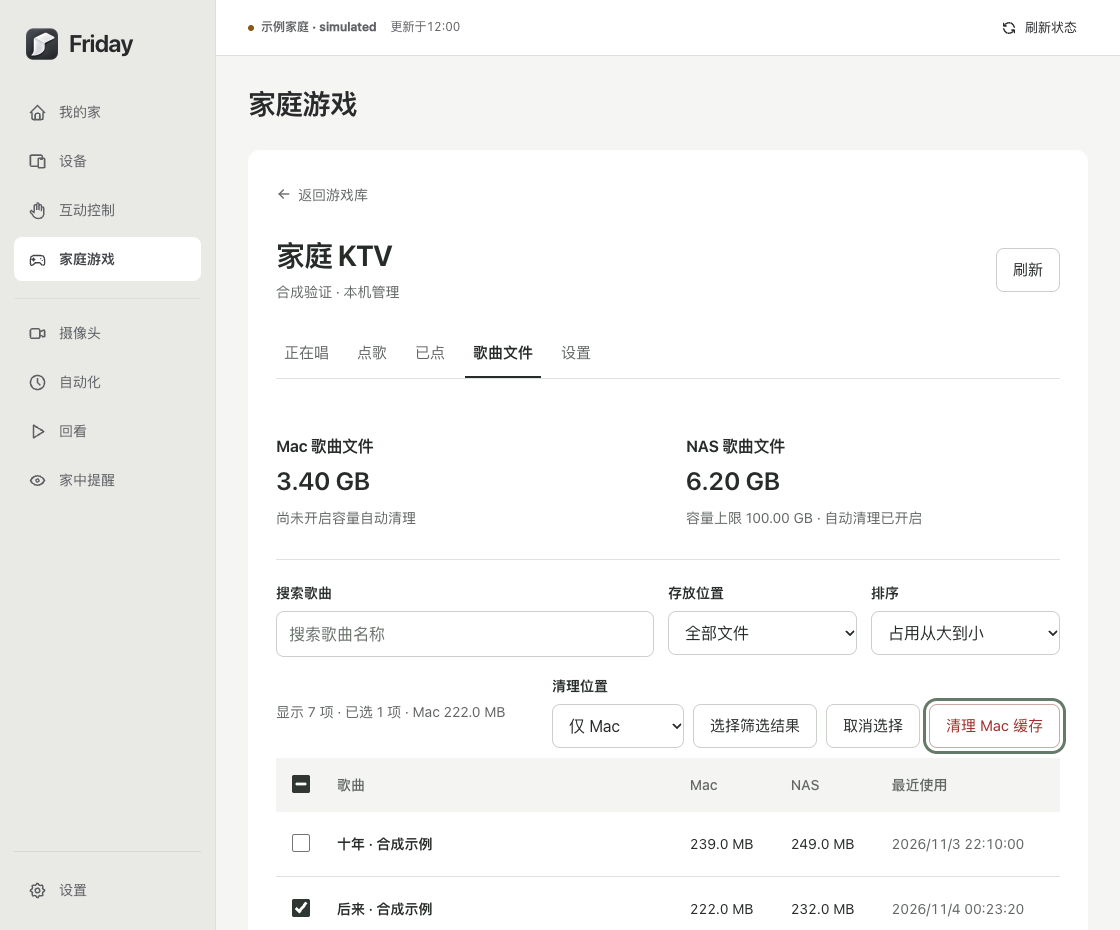 Friday
我的家
设备
互动控制
家庭游戏
摄像头
自动化
回看
家中提醒
设置
示例家庭 · simulated 更新于12:00
刷新状态
家庭游戏
返回游戏库
家庭 KTV
合成验证 · 本机管理
刷新
正在唱 点歌 已点 歌曲文件 设置
Mac 歌曲文件
3.40 GB
尚未开启容量自动清理
NAS 歌曲文件
6.20 GB
容量上限 100.00 GB · 自动清理已开启
搜索歌曲
搜索歌曲名称
存放位置
全部文件
排序
占用从大到小
显示 7 项 · 已选 1 项 · Mac 222.0 MB
清理位置
仅 Mac
选择筛选结果
取消选择
清理 Mac 缓存
歌曲 Mac NAS 最近使用
十年 · 合成示例 239.0 MB 249.0 MB 2026/11/3 22:10:00
后来 · 合成示例 222.0 MB 232.0 MB 2026/11/4 00:23:20